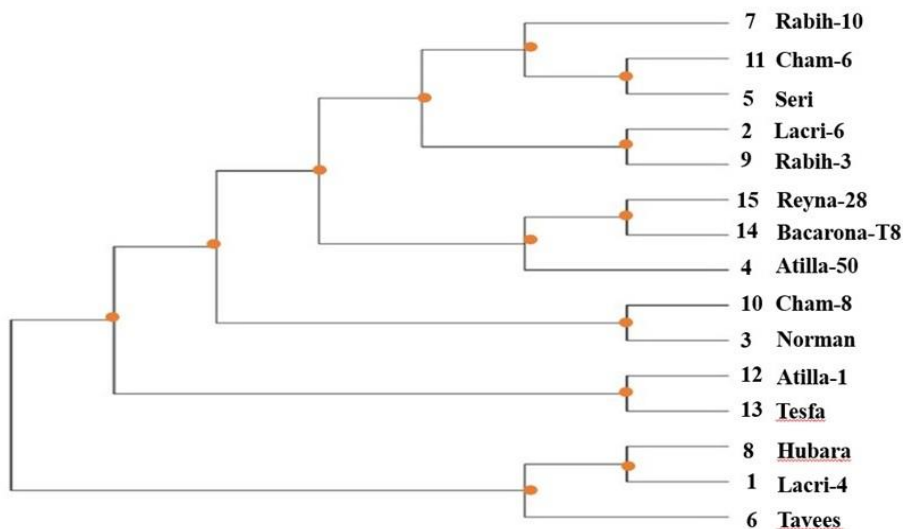 7 Rabih-10
11 Cham-6
5 Seri
2 Lacri-6
9 Rabih-3
15 Reyna-28
14 Bacarona-T8
4 Atilla-50
10 Cham-8
3 Norman
12 Atilla-1
13 Tesfa
8 Hubara
1 Lacri-4
6 Tavees